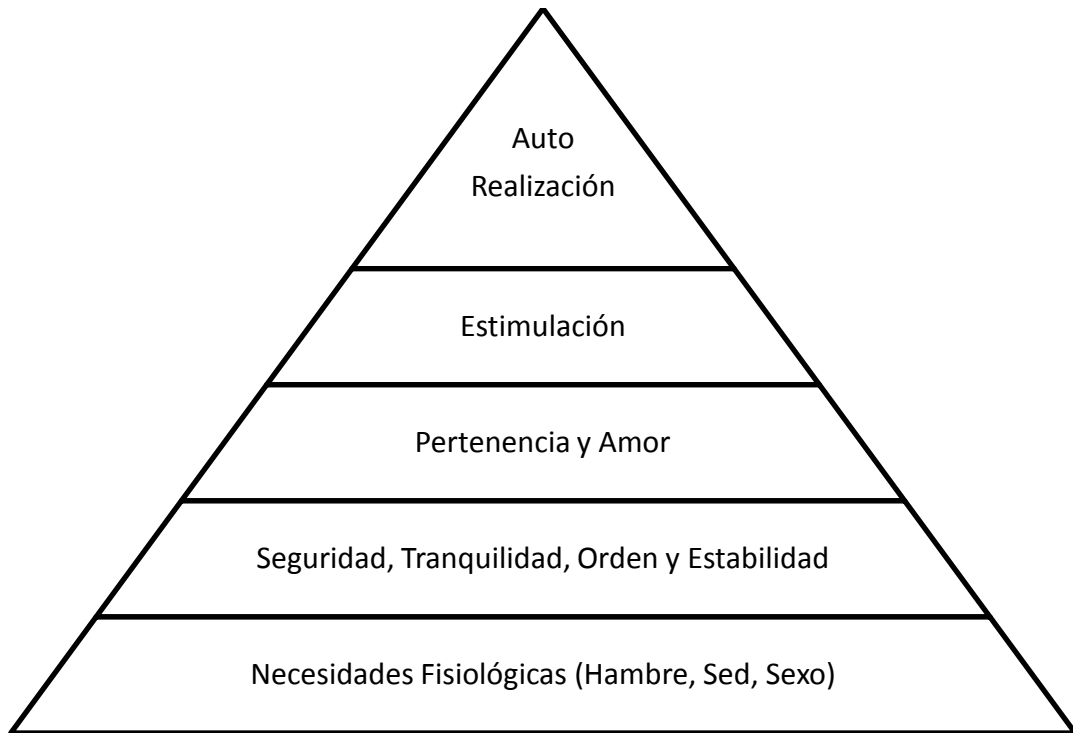 Auto
Realización
Estimulación
Pertenencia y Amor
Seguridad, Tranquilidad, Orden y Estabilidad
Necesidades Fisiológicas (Hambre, Sed, Sexo)